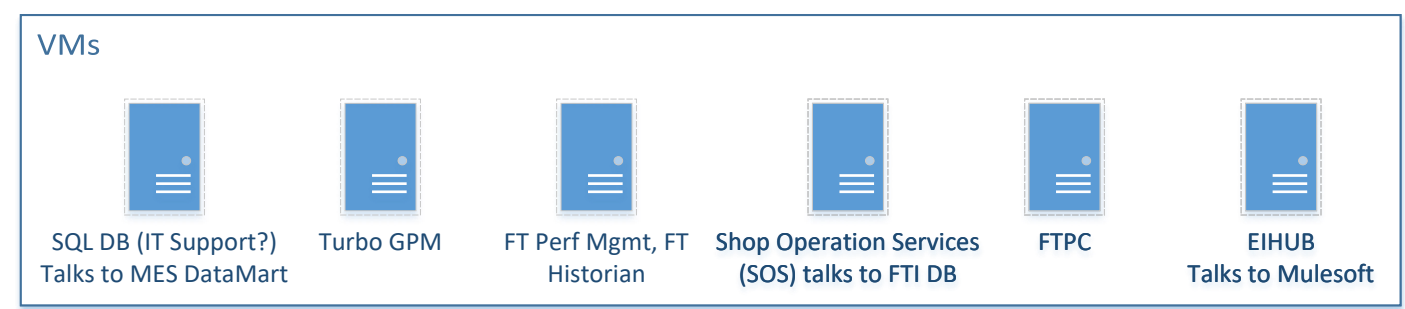 VMs
SQL DB (IT Support?)
Talks to MES DataMart
Turbo GPM
FT Perf Mgmt, FT
Historian
Shop Operation Services
(SOS) talks to FTI DB
FTPC
EIHUB
Talks to Mulesoft